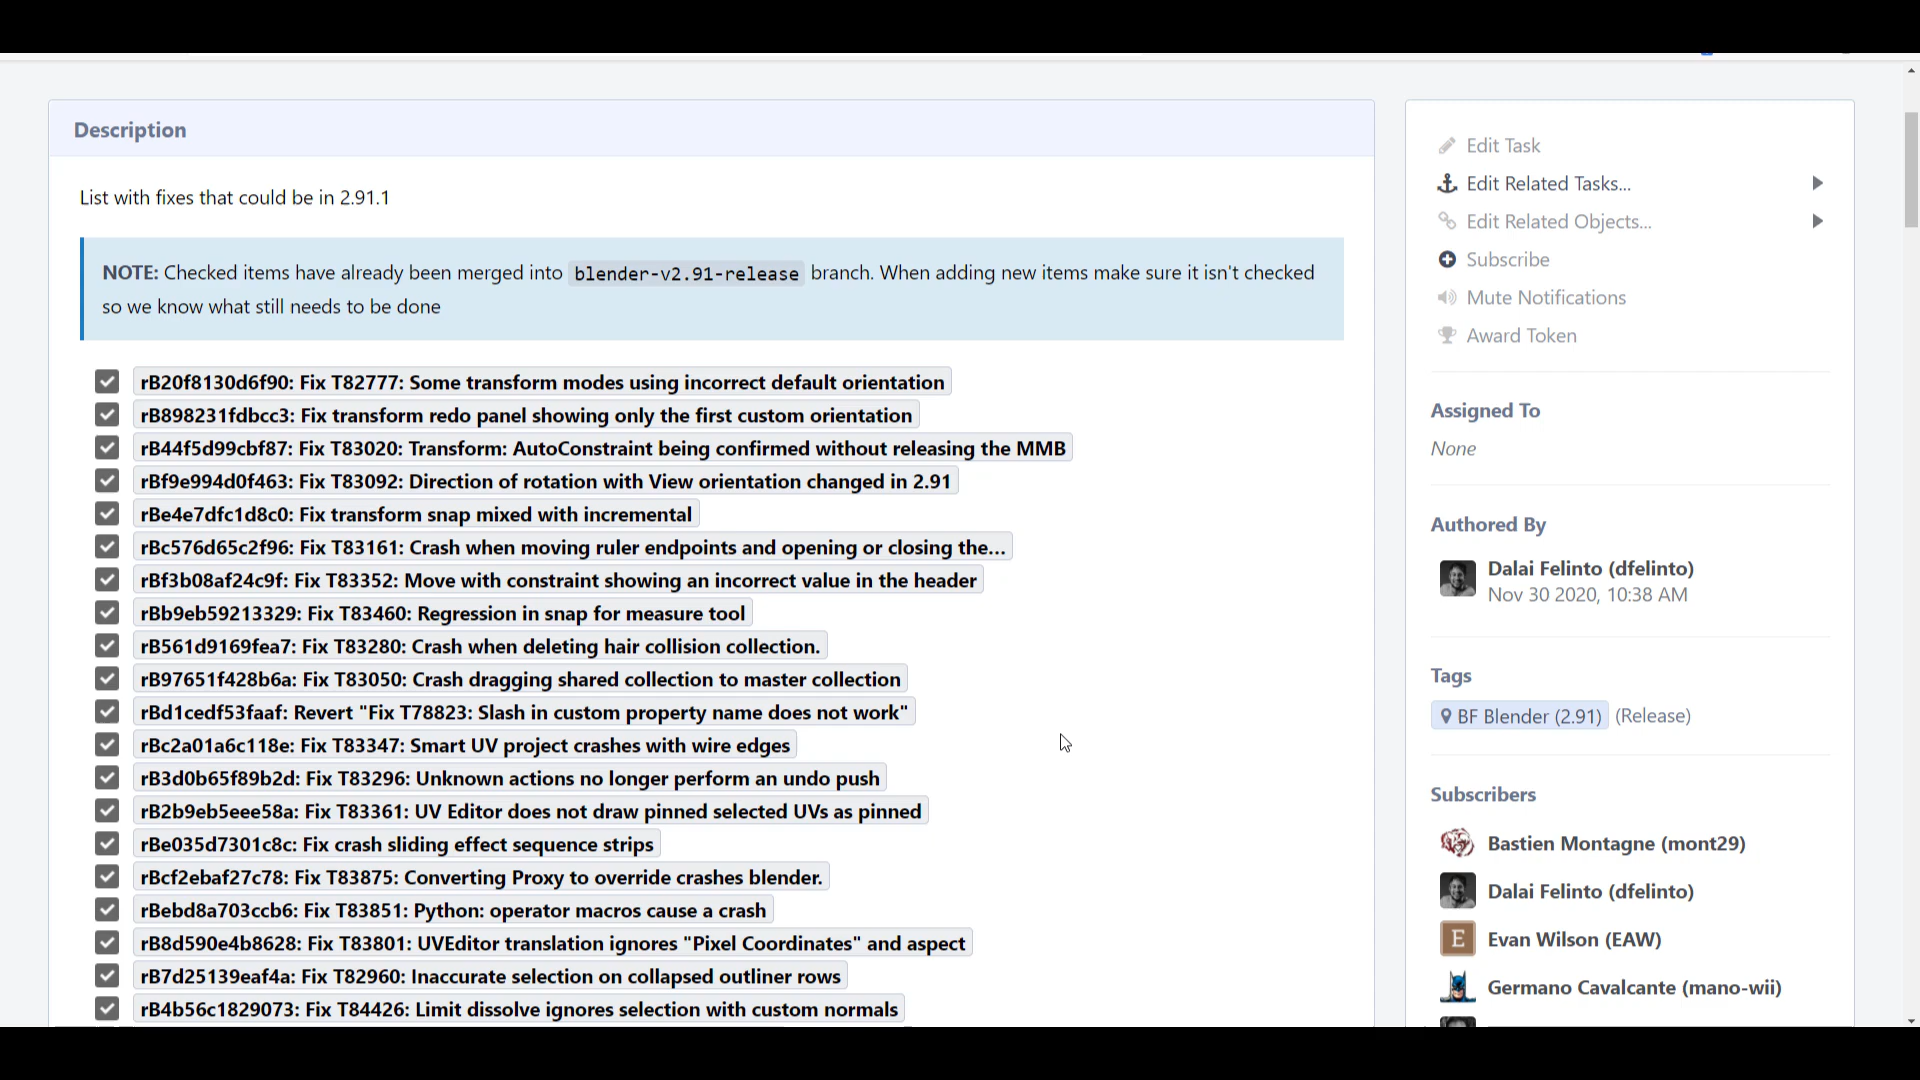 Description
List with fixes that could be in 2.91.1
NOTE: Checked items have already been merged into blender-v2.91-release branch. When adding new items make sure it isn't checked
so we know what still needs to be done
rB20f8130d6f90: Fix T82777: Some transform modes using incorrect default orientation
rB898231fdbcc3: Fix transform redo panel showing only the first custom orientation
rB44f5d99cbf87: Fix T83020: Transform: AutoConstraint being confirmed without releasing the MMB
rBf9e994d0f463: Fix T83092: Direction of rotation with View orientation changed in 2.91
rBe4e7dfc1d8c0: Fix transform snap mixed with incremental
rBc576d65c2f96: Fix T83161: Crash when moving ruler endpoints and opening or closing the...
rBf3b08af24c9f: Fix T83352: Move with constraint showing an incorrect value in the header
rBb9eb59213329: Fix T83460: Regression in snap for measure tool
rB561d9169fea7: Fix T83280: Crash when deleting hair collision collection.
rB97651f428b6a: Fix T83050: Crash dragging shared collection to master collection
rBd1cedf53faaf: Revert "Fix T78823: Slash in custom property name does not work"
rBc2a01a6c118e: Fix T83347: Smart UV project crashes with wire edges
rB3d0b65f89b2d: Fix T83296: Unknown actions no longer perform an undo push
rB2b9eb5eee58a: Fix T83361: UV Editor does not draw pinned selected UVs as pinned
rBe035d7301c8c: Fix crash sliding effect sequence strips
rBcf2ebaf27c78: Fix T83875: Converting Proxy to override crashes blender.
rBebd8a703ccb6: Fix T83851: Python: operator macros cause a crash
rB8d590e4b8628: Fix T83801: UVEditor translation ignores "Pixel Coordinates" and aspect
rB7d25139eaf4a: Fix T82960: Inaccurate selection on collapsed outliner rows
rB4b56c1829073: Fix T84426: Limit dissolve ignores selection with custom normals
Edit Task
Edit Related Tasks...
Edit Related Objects...
Subscribe
Mute Notifications
Award Token
Assigned To
None
Authored By
Dalai Felinto (dfelinto)
Nov 30 2020, 10:38 AM
Tags
BF Blender (2.91) (Release)
Subscribers
Bastien Montagne (mont29)
Dalai Felinto (dfelinto)
E Evan Wilson (EAW)
Germano Cavalcante (mano-wii)